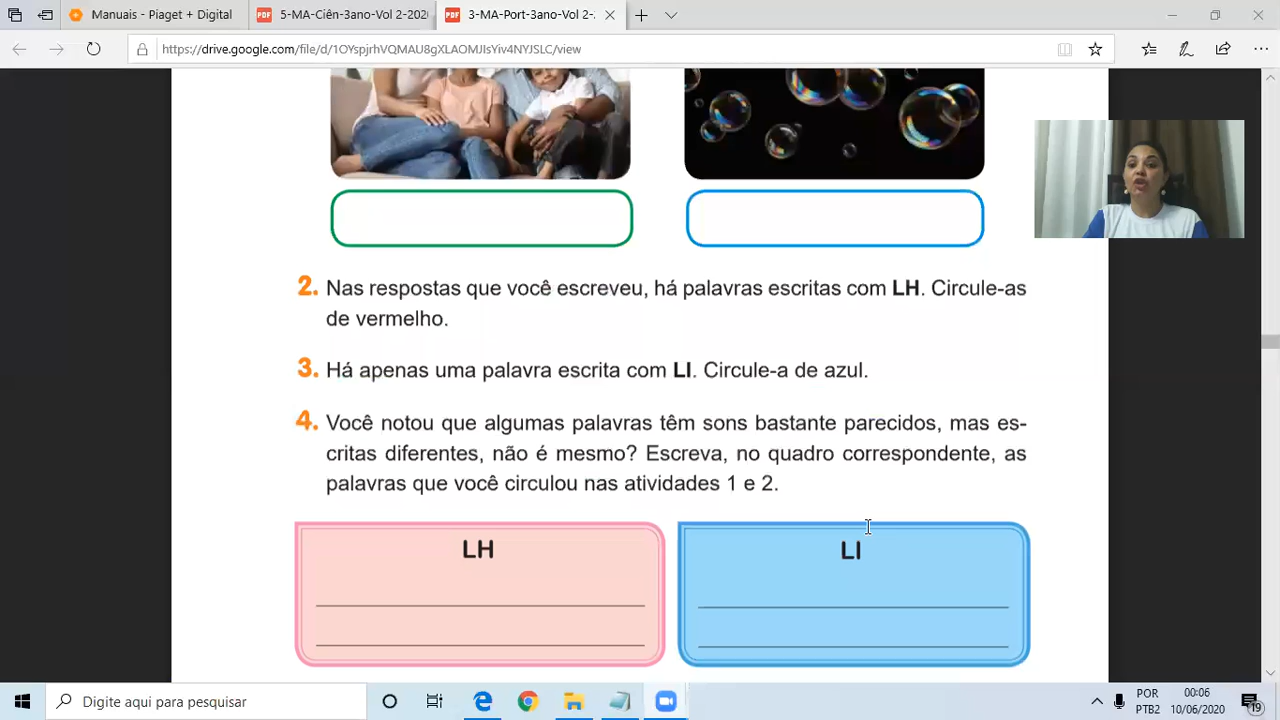 Manuais - Piaget + Digital
PDF 5-MA-Ciên-3ano-Vol 2-202
PDF 3-MA-Port-3ano-Vol 2-
https://drive.google.com/file/d/1OYspjrhVQMAU8gXLAOMJIsYiv4NYJSLC/view
2. Nas respostas que você escreveu, há palavras escritas com LH. Circule-as
de vermelho.
3. Há apenas uma palavra escrita com LI. Circule-a de azul.
4. Você notou que algumas palavras têm sons bastante parecidos, mas es-
critas diferentes, não é mesmo? Escreva, no quadro correspondente, as
palavras que você circulou nas atividades 1 e 2.
LH
LI
Digite aqui para pesquisar
POR
PTB2
00:06
10/06/2020
19